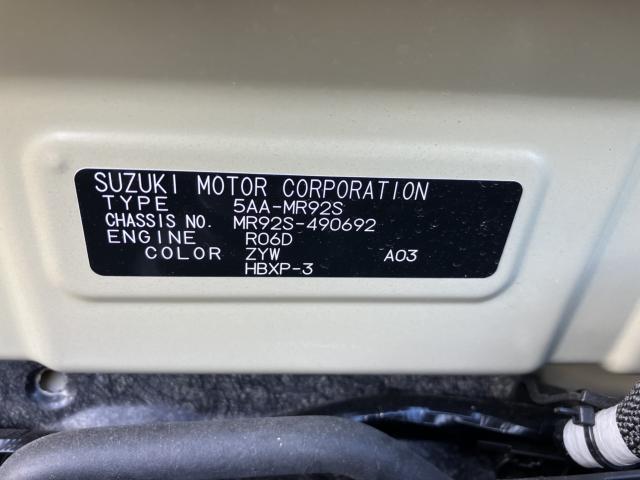 SUZUKI MOTOR CORPORATION
TYPE 5AA-MR92S
CHASSIS NO. MR92S-490692
ENGINE R06D
COLOR ZYW A03
HBXP-3